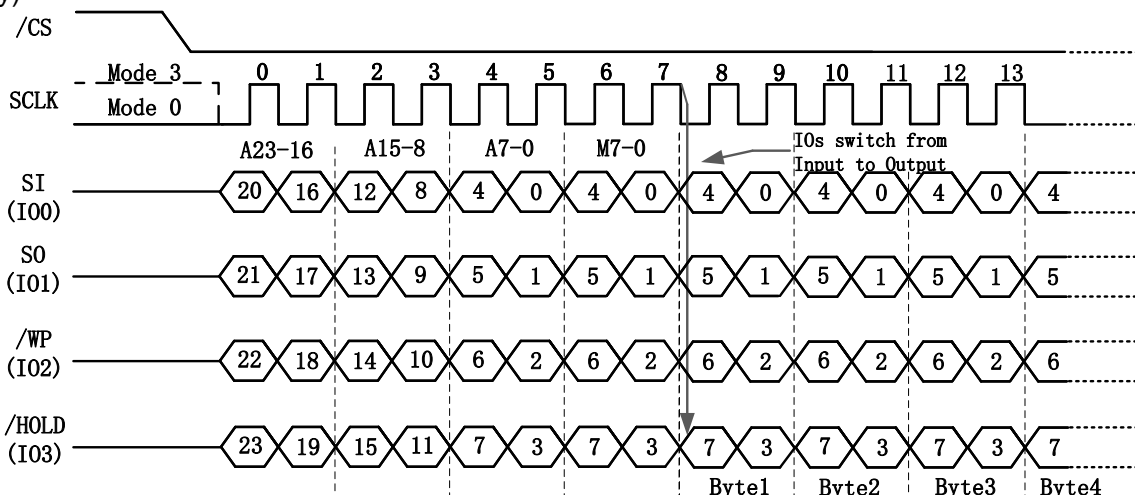 /CS
Mode 3
0 1 2 3 4 5 6 7 8 9 10 11 12 13
SCLK
Mode 0
A23-16 A15-8 A7-0 M7-0
IOs switch from
Input to Output
SI
(IO0)
20 16 12 8 4 0 4 0 4 0 4 0 4 0 4
SO
(IO1)
21 17 13 9 5 1 5 1 5 1 5 1 5 1 5
/WP
(IO2)
22 18 14 10 6 2 6 2 6 2 6 2 6 2 6
/HOLD
(IO3)
23 19 15 11 7 3 7 3 7 3 7 3 7 3 7
Byte1 Byte2 Byte3 Byte4